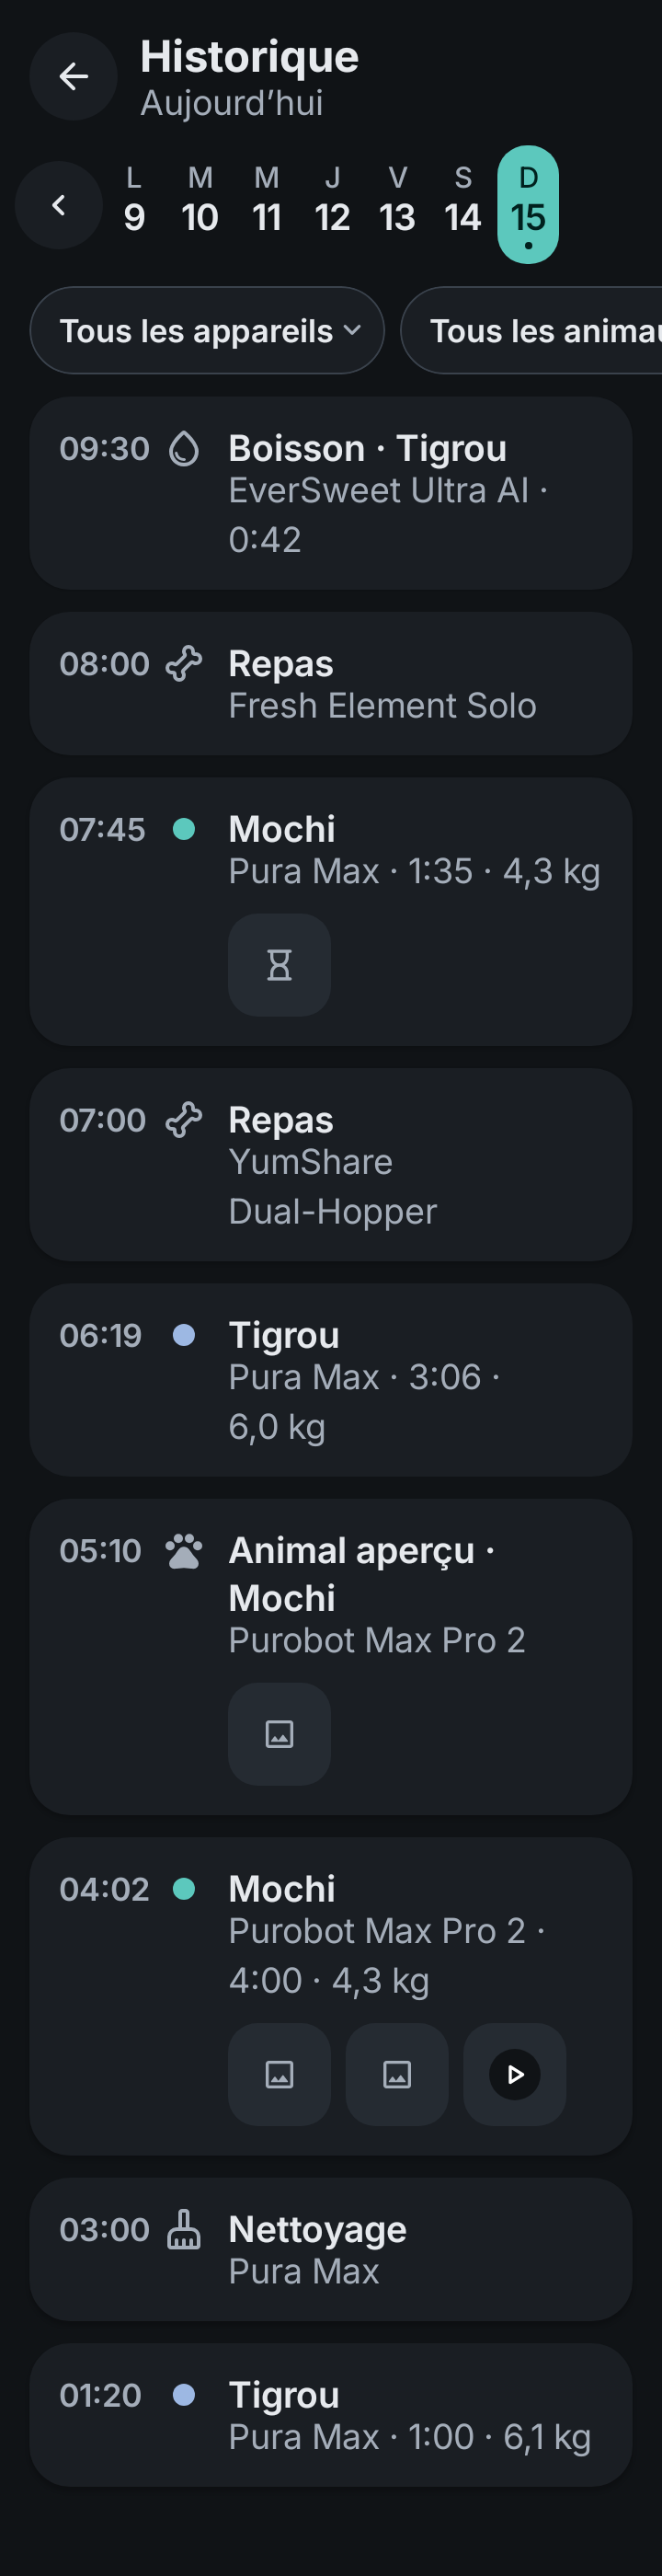 Historique
Aujourd’hui
L M M J V S D
9 10 11 12 13 14 15
Tous les appareils
Tous les animau
09:30 Boisson · Tigrou
EverSweet Ultra AI ·
0:42
08:00 Repas
Fresh Element Solo
07:45 Mochi
Pura Max · 1:35 · 4,3 kg
07:00 Repas
YumShare
Dual-Hopper
06:19 Tigrou
Pura Max · 3:06 ·
6,0 kg
05:10 Animal aperçu ·
Mochi
Purobot Max Pro 2
04:02 Mochi
Purobot Max Pro 2 ·
4:00 · 4,3 kg
03:00 Nettoyage
Pura Max
01:20 Tigrou
Pura Max · 1:00 · 6,1 kg